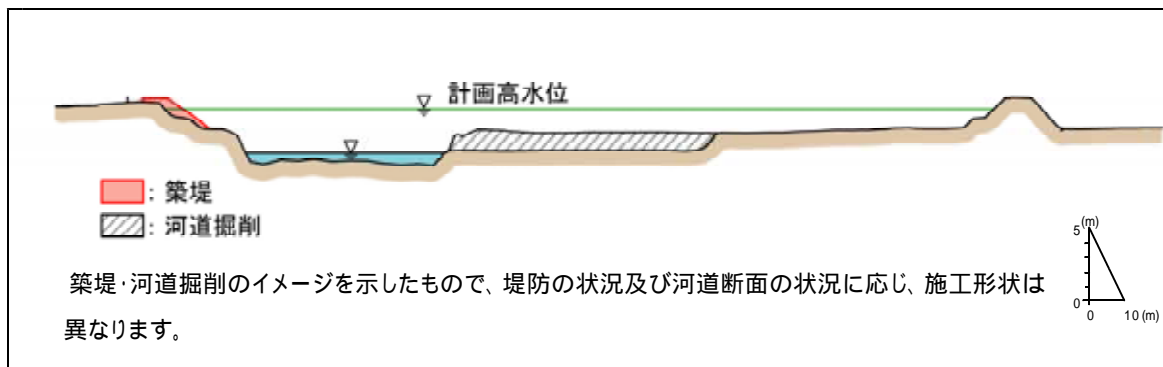 計画高水位
: 築堤
: 河道掘削
築堤・河道掘削のイメージを示したもので、堤防の状況及び河道断面の状況に応じ、施工形状は
異なります。
5 (m)
0
0 10 (m)